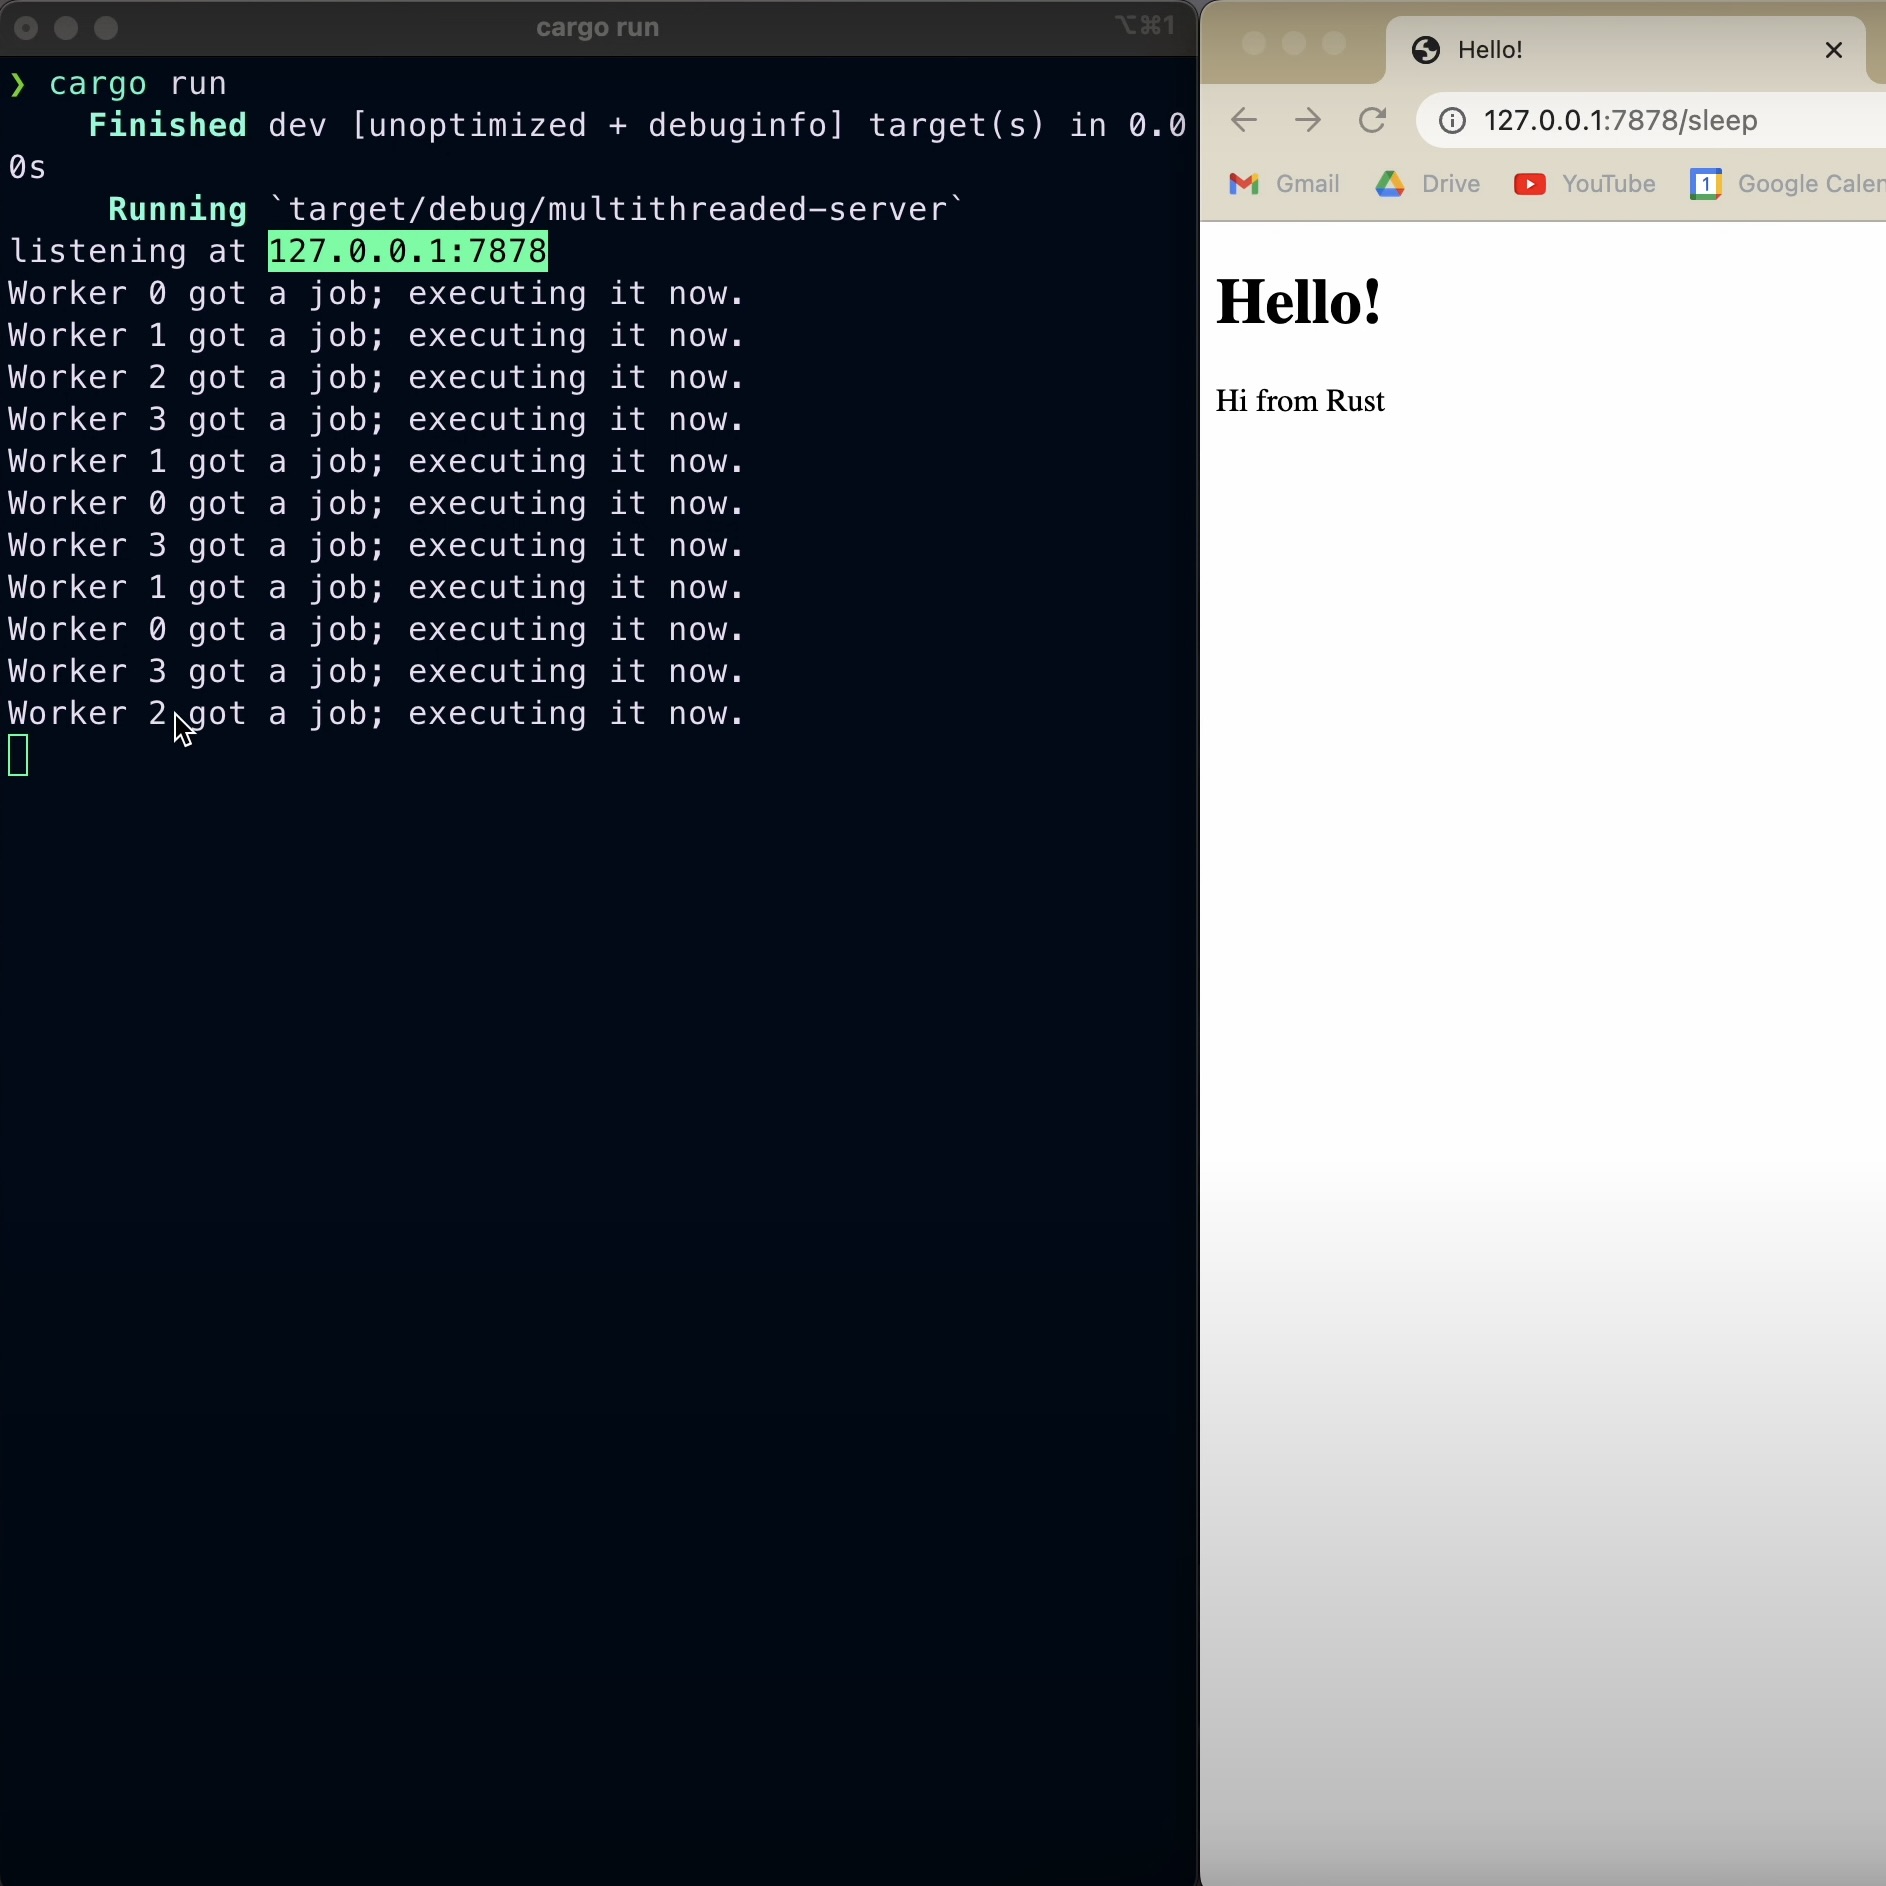 cargo run
⌥⌘1
❯ cargo run
Finished dev [unoptimized + debuginfo] target(s) in 0.0
0s
Running `target/debug/multithreaded-server`
listening at 127.0.0.1:7878
Worker 0 got a job; executing it now.
Worker 1 got a job; executing it now.
Worker 2 got a job; executing it now.
Worker 3 got a job; executing it now.
Worker 1 got a job; executing it now.
Worker 0 got a job; executing it now.
Worker 3 got a job; executing it now.
Worker 1 got a job; executing it now.
Worker 0 got a job; executing it now.
Worker 3 got a job; executing it now.
Worker 2 got a job; executing it now.
Hello!
127.0.0.1:7878/sleep
Gmail Drive YouTube 1 Google Calen
Hello!
Hi from Rust